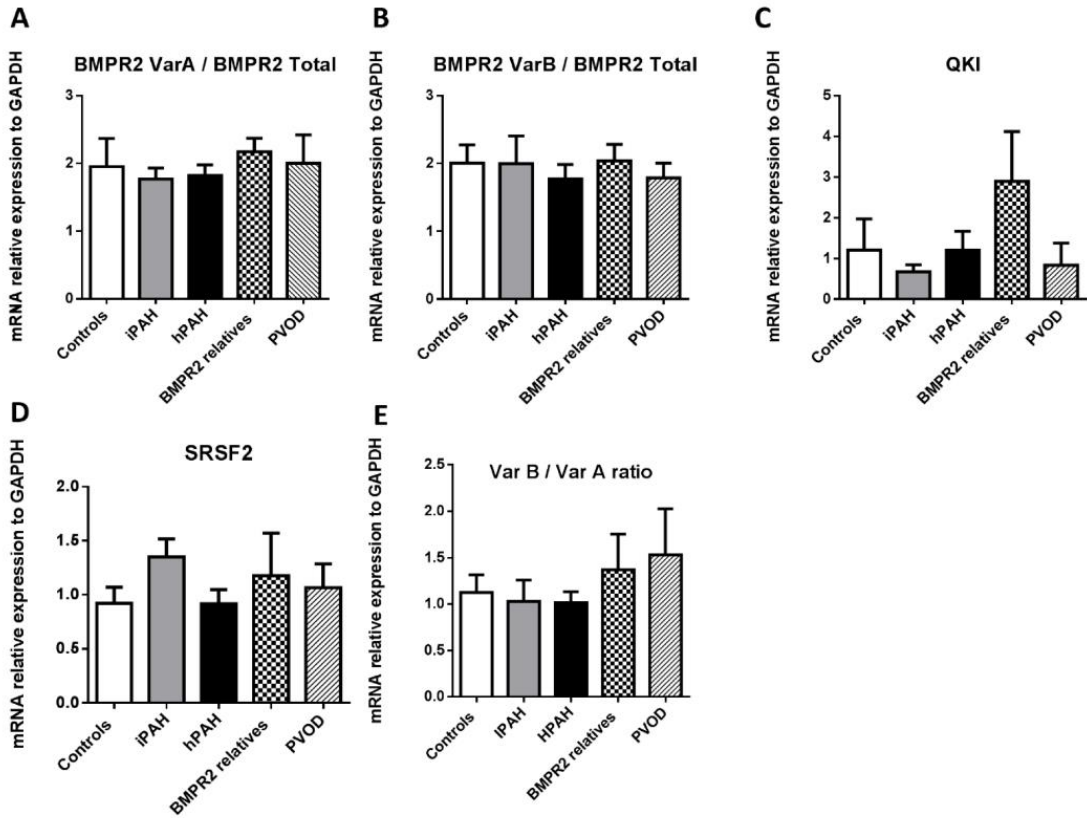 A
BMPR2 VarA / BMPR2 Total
mRNA relative expression to GAPDH
3
2
1
0
Controls
iPAH
hPAH
BMPR2 relatives
PVOD
B
BMPR2 VarB / BMPR2 Total
mRNA relative expression to GAPDH
3
2
1
0
Controls
iPAH
hPAH
BMPR2 relatives
PVOD
C
QKI
mRNA relative expression to GAPDH
5
4
3
2
1
0
Controls
iPAH
hPAH
BMPR2 relatives
PVOD
D
SRSF2
mRNA relative expression to GAPDH
2.0
1.5
1.0
0.5
0.0
Controls
iPAH
hPAH
BMPR2 relatives
PVOD
E
Var B / Var A ratio
mRNA relative expression to GAPDH
2.5
2.0
1.5
1.0
0.5
0.0
Controls
IPAH
HPAH
BMPR2 relatives
PVOD